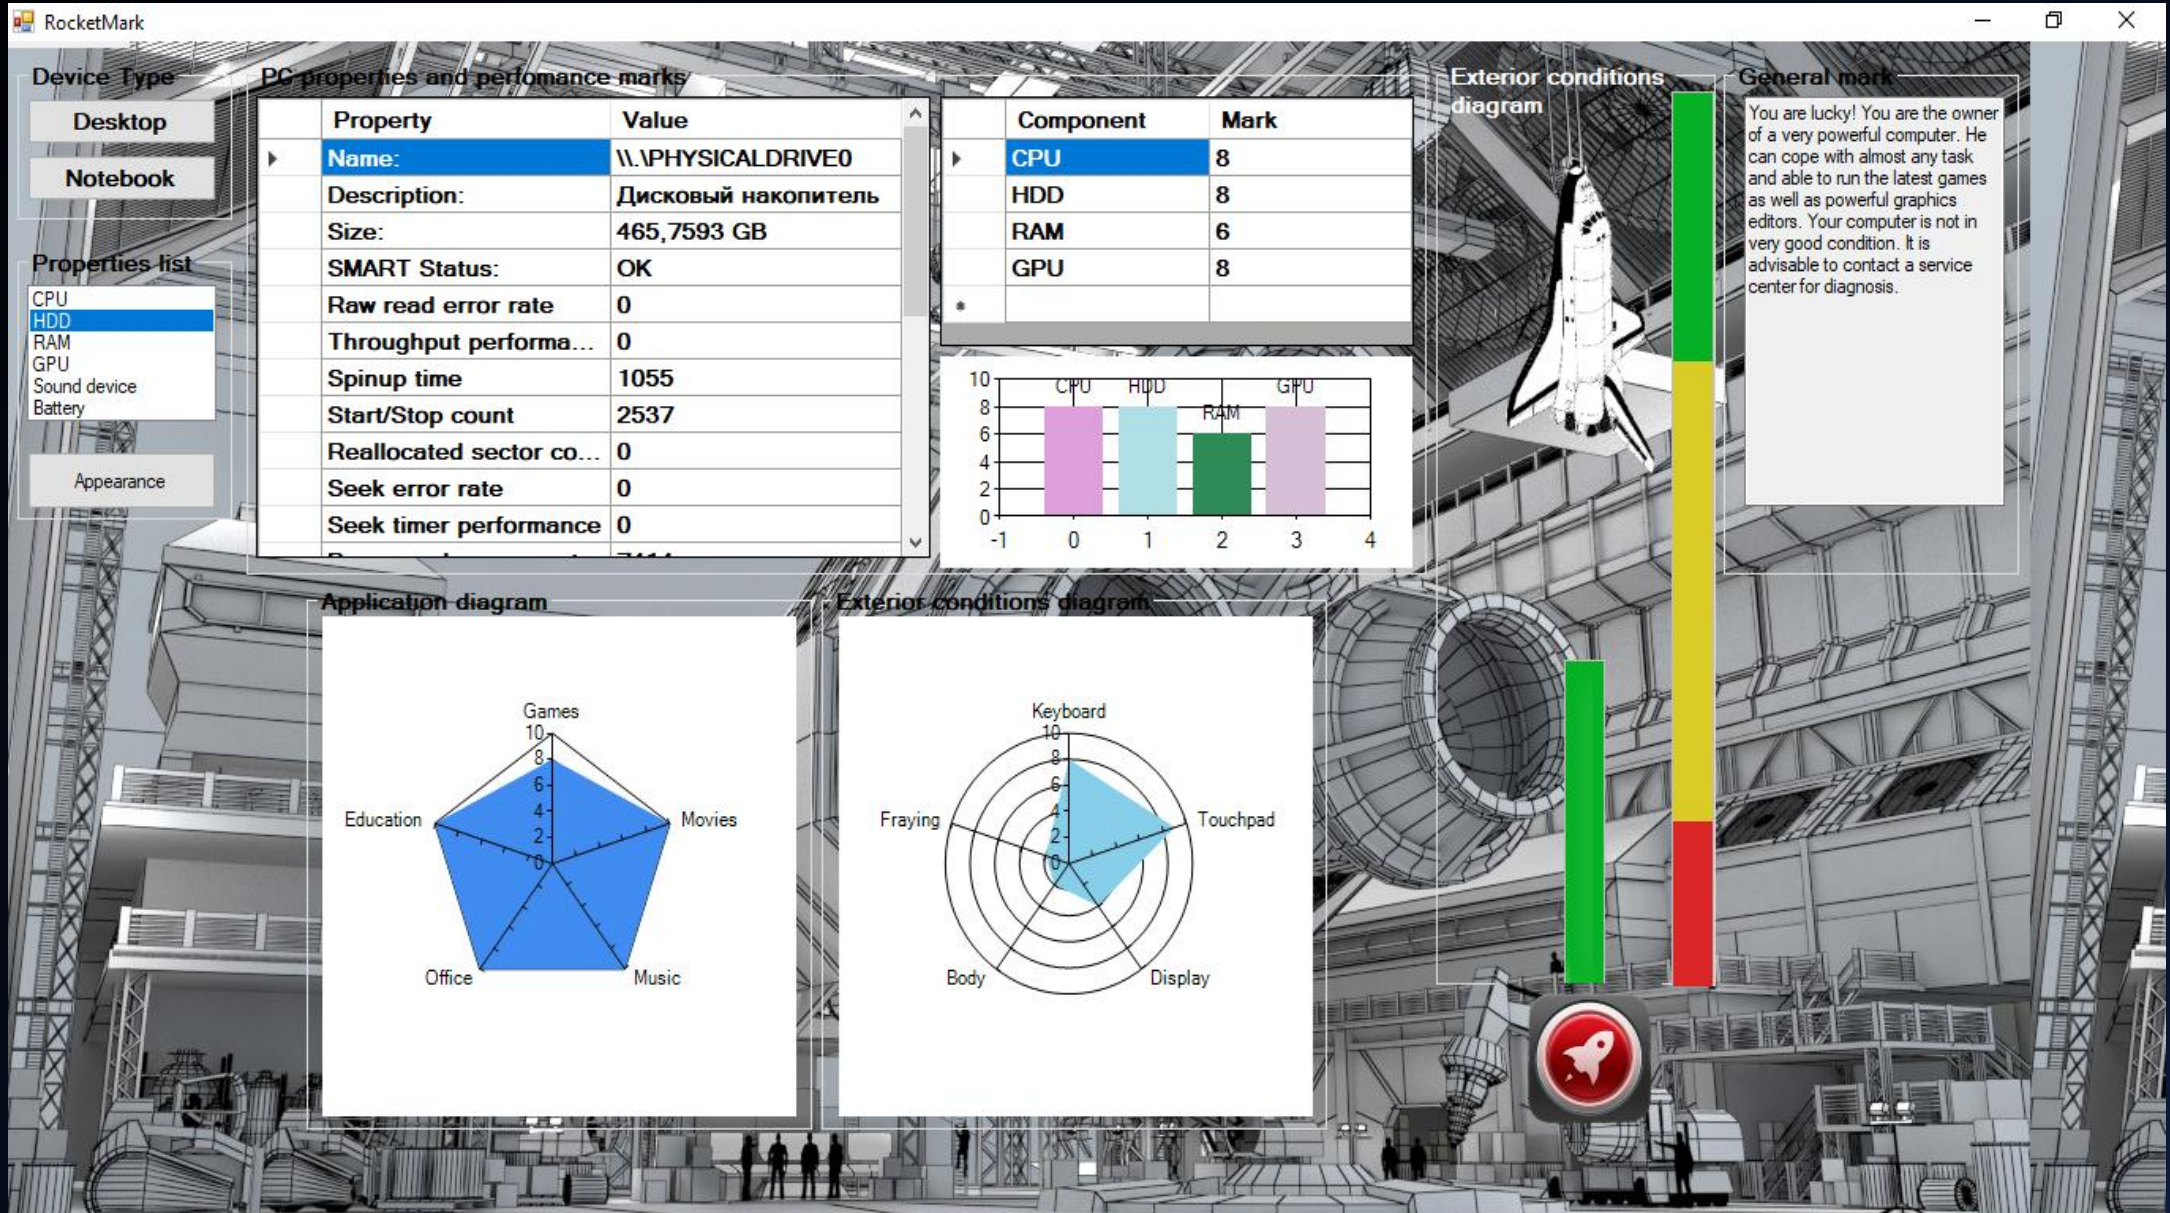 RocketMark
Device Type
Desktop
Notebook
Properties list
CPU
HDD
RAM
GPU
Sound device
Battery
Appearance
PC properties and perfomance marks
Property Value
Name: \\.\PHYSICALDRIVE0
Description: Дисковый накопитель
Size: 465,7593 GB
SMART Status: OK
Raw read error rate 0
Throughput performa... 0
Spinup time 1055
Start/Stop count 2537
Reallocated sector co... 0
Seek error rate 0
Seek timer performance 0
Component Mark
CPU 8
HDD 8
RAM 6
GPU 8
10
8
6
4
2
0
CPU HDD RAM GPU
-1 0 1 2 3 4
Exterior conditions
diagram
General mark
You are lucky! You are the owner
of a very powerful computer. He
can cope with almost any task
and able to run the latest games
as well as powerful graphics
editors. Your computer is not in
very good condition. It is
advisable to contact a service
center for diagnosis.
Application diagram
Games
10
8
6
4
2
0
Education
Movies
Office
Music
Exterior conditions diagram
Keyboard
10
8
6
4
2
0
Fraying
Touchpad
Body
Display